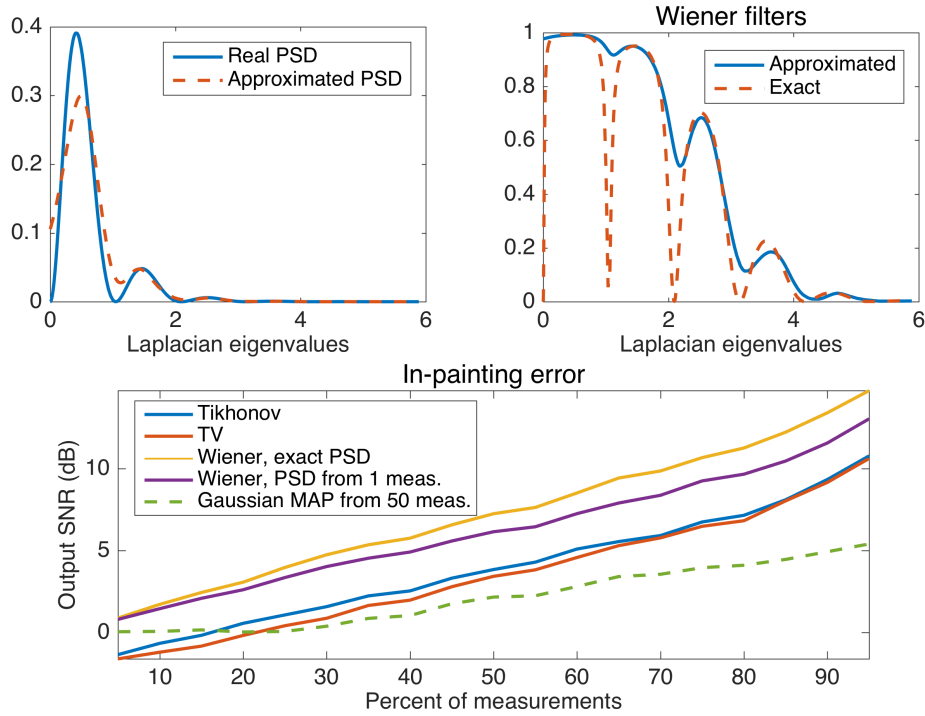 0.4
0.3
0.2
0.1
0
0
2
4
6
Laplacian eigenvalues
Real PSD
Approximated PSD
Wiener filters
1
0.8
0.6
0.4
0.2
0
0
2
4
6
Laplacian eigenvalues
Approximated
Exact
In-painting error
Output SNR (dB)
10
5
0
Tikhonov
TV
Wiener, exact PSD
Wiener, PSD from 1 meas.
Gaussian MAP from 50 meas.
10
20
30
40
50
60
70
80
90
Percent of measurements